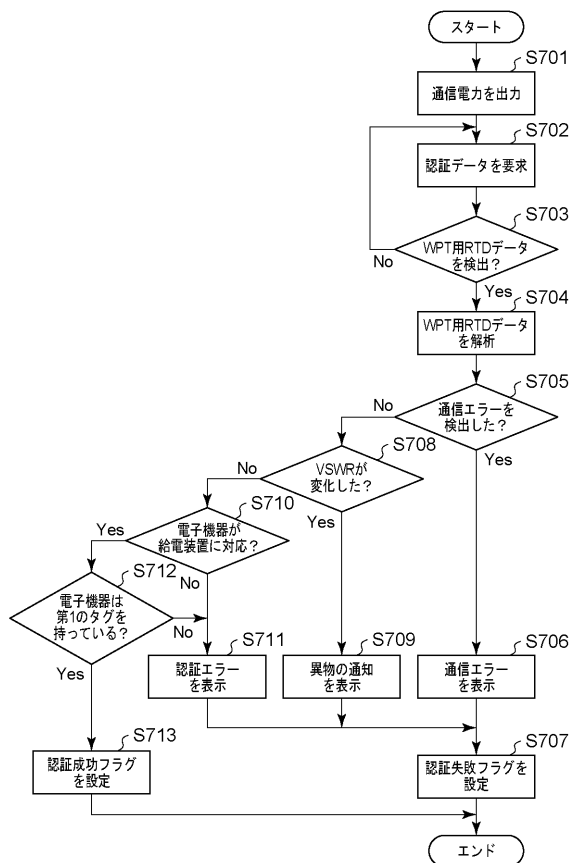 スタート
S701
通信電力を出力
S702
認証データを要求
S703
WPT用RTDデータ
を検出？
No
Yes
S704
WPT用RTDデータ
を解析
S705
通信エラーを
検出した？
No
Yes
S708
VSWRが
変化した？
No
Yes
S710
電子機器が
給電装置に対応？
Yes
No
S712
電子機器は
第1のタグを
持っている？
No
Yes
S711
認証エラー
を表示
S709
異物の通知
を表示
S706
通信エラー
を表示
S713
認証成功フラグ
を設定
S707
認証失敗フラグを
設定
エンド